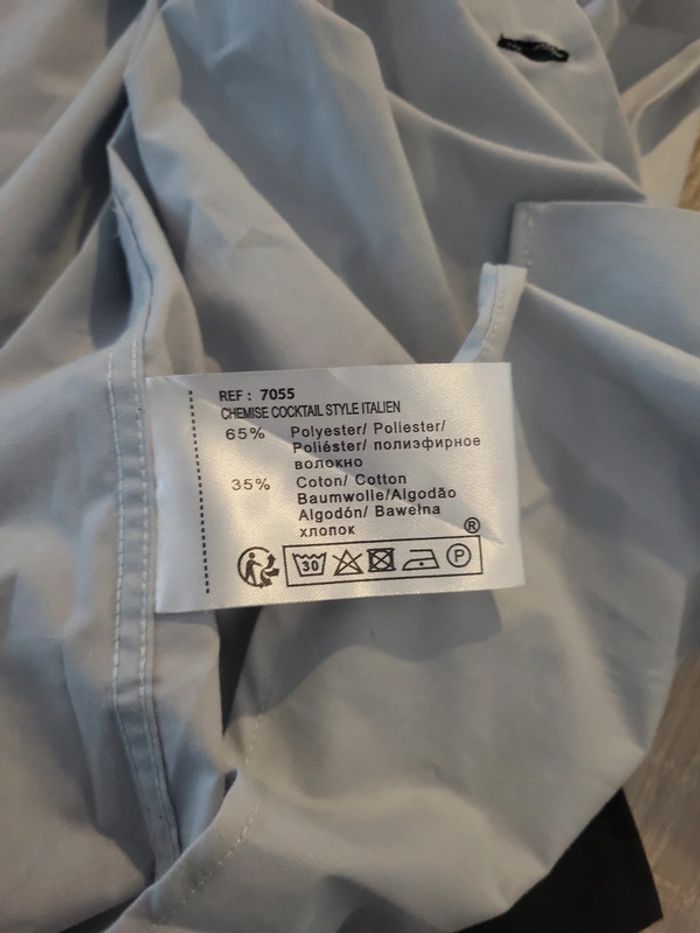 REF : 7055
CHEMISE COCKTAIL STYLE ITALIEN
65% Polyester/ Poliester/
Poliéster/ полиэфирное
волокно
35% Coton/ Cotton
Baumwolle/Algodão
Algodón/ Bawełna
хлопок
®
30 P